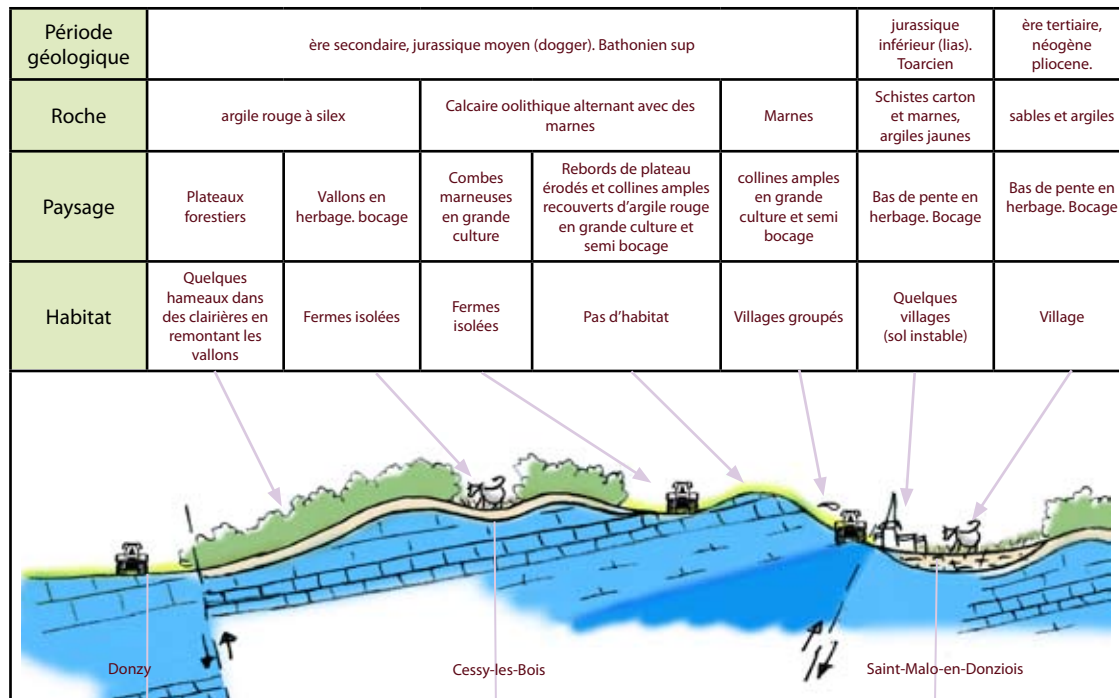 Période
géologique
ère secondaire, jurassique moyen (dogger). Bathonien sup
jurassique
inférieur (lias).
Toarcien
ère tertiaire,
néogène
pliocene.
Roche
argile rouge à silex
Calcaire oolithique alternant avec des
marnes
Marnes
Schistes carton
et marnes,
argiles jaunes
sables et argiles
Paysage
Plateaux
forestiers
Vallons en
herbage. bocage
Combes
marneuses
en grande
culture
Rebords de plateau
érodés et collines amples
recouverts d'argile rouge
en grande culture et
semi bocage
collines amples
en grande
culture et semi
bocage
Bas de pente en
herbage. Bocage
Bas de pente en
herbage. Bocage
Habitat
Quelques
hameaux dans
des clairières en
remontant les
vallons
Fermes isolées
Fermes
isolées
Pas d'habitat
Villages groupés
Quelques
villages
(sol instable)
Village
Donzy
Cessy-les-Bois
Saint-Malo-en-Donziois